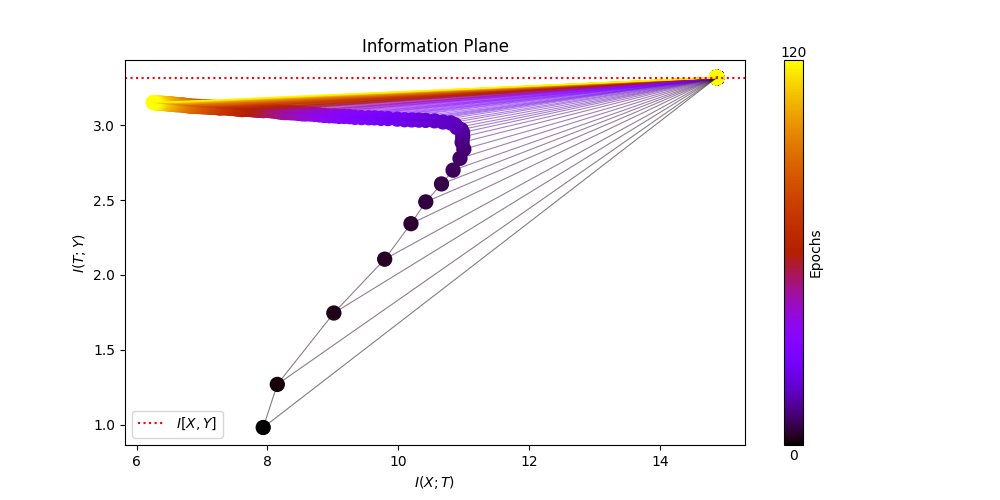 Information Plane
120
3.0
2.5
2.0
1.5
1.0
I(T; Y)
I[X, Y]
6
8
10
12
14
I(X; T)
Epochs
0